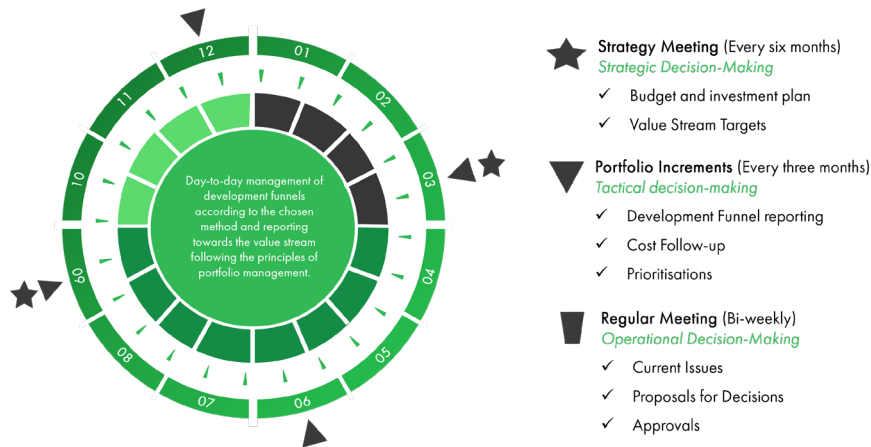 12
01
02
03
04
05
06
07
08
09
10
11
Day-to-day management of
development funnels
according to the chosen
method and reporting
towards the value stream
following the principles of
portfolio management.
Strategy Meeting (Every six months)
Strategic Decision-Making
✓ Budget and investment plan
✓ Value Stream Targets
Portfolio Increments (Every three months)
Tactical decision-making
✓ Development Funnel reporting
✓ Cost Follow-up
✓ Prioritisations
Regular Meeting (Bi-weekly)
Operational Decision-Making
✓ Current Issues
✓ Proposals for Decisions
✓ Approvals